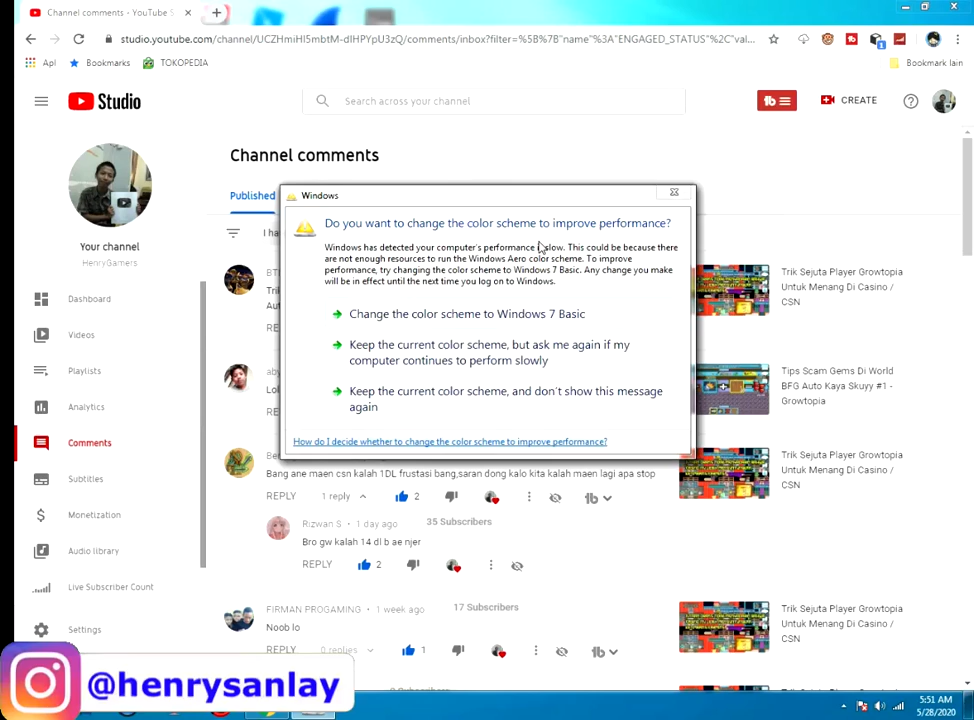 Channel comments - YouTube S
studio.youtube.com/channel/UCZHmiHI5mbtM-dIHPYpU3zQ/comments/inbox?filter=%5B%7B"name"%3A"ENGAGED_STATUS"%2C"val...
Apl
Bookmarks
TOKOPEDIA
Bookmark lain
Studio
Search across your channel
CREATE
Channel comments
Published
Your channel
HenryGamers
Dashboard
Videos
Playlists
Analytics
Comments
Subtitles
Monetization
Audio library
Live Subscriber Count
Settings
Windows
Do you want to change the color scheme to improve performance?
Windows has detected your computer's performance is slow. This could be because there
are not enough resources to run the Windows Aero color scheme. To improve
performance, try changing the color scheme to Windows 7 Basic. Any change you make
will be in effect until the next time you log on to Windows.
Change the color scheme to Windows 7 Basic
Keep the current color scheme, but ask me again if my
computer continues to perform slowly
Keep the current color scheme, and don't show this message
again
How do I decide whether to change the color scheme to improve performance?
Trik Sejuta Player Growtopia
Untuk Menang Di Casino /
CSN
Tips Scam Gems Di World
BFG Auto Kaya Skuyy #1 -
Growtopia
Trik Sejuta Player Growtopia
Untuk Menang Di Casino /
CSN
Bang ane maen csn kalah 1DL frustasi bang,saran dong kalo kita kalah maen lagi apa stop
REPLY 1 reply 2
Rizwan S • 1 day ago 35 Subscribers
Bro gw kalah 14 dl b ae njer
REPLY 2
FIRMAN PROGAMING • 1 week ago 17 Subscribers
Noob lo
REPLY 0 replies 1
Trik Sejuta Player Growtopia
Untuk Menang Di Casino /
CSN
@henrysanlay
5:51 AM
5/28/2020